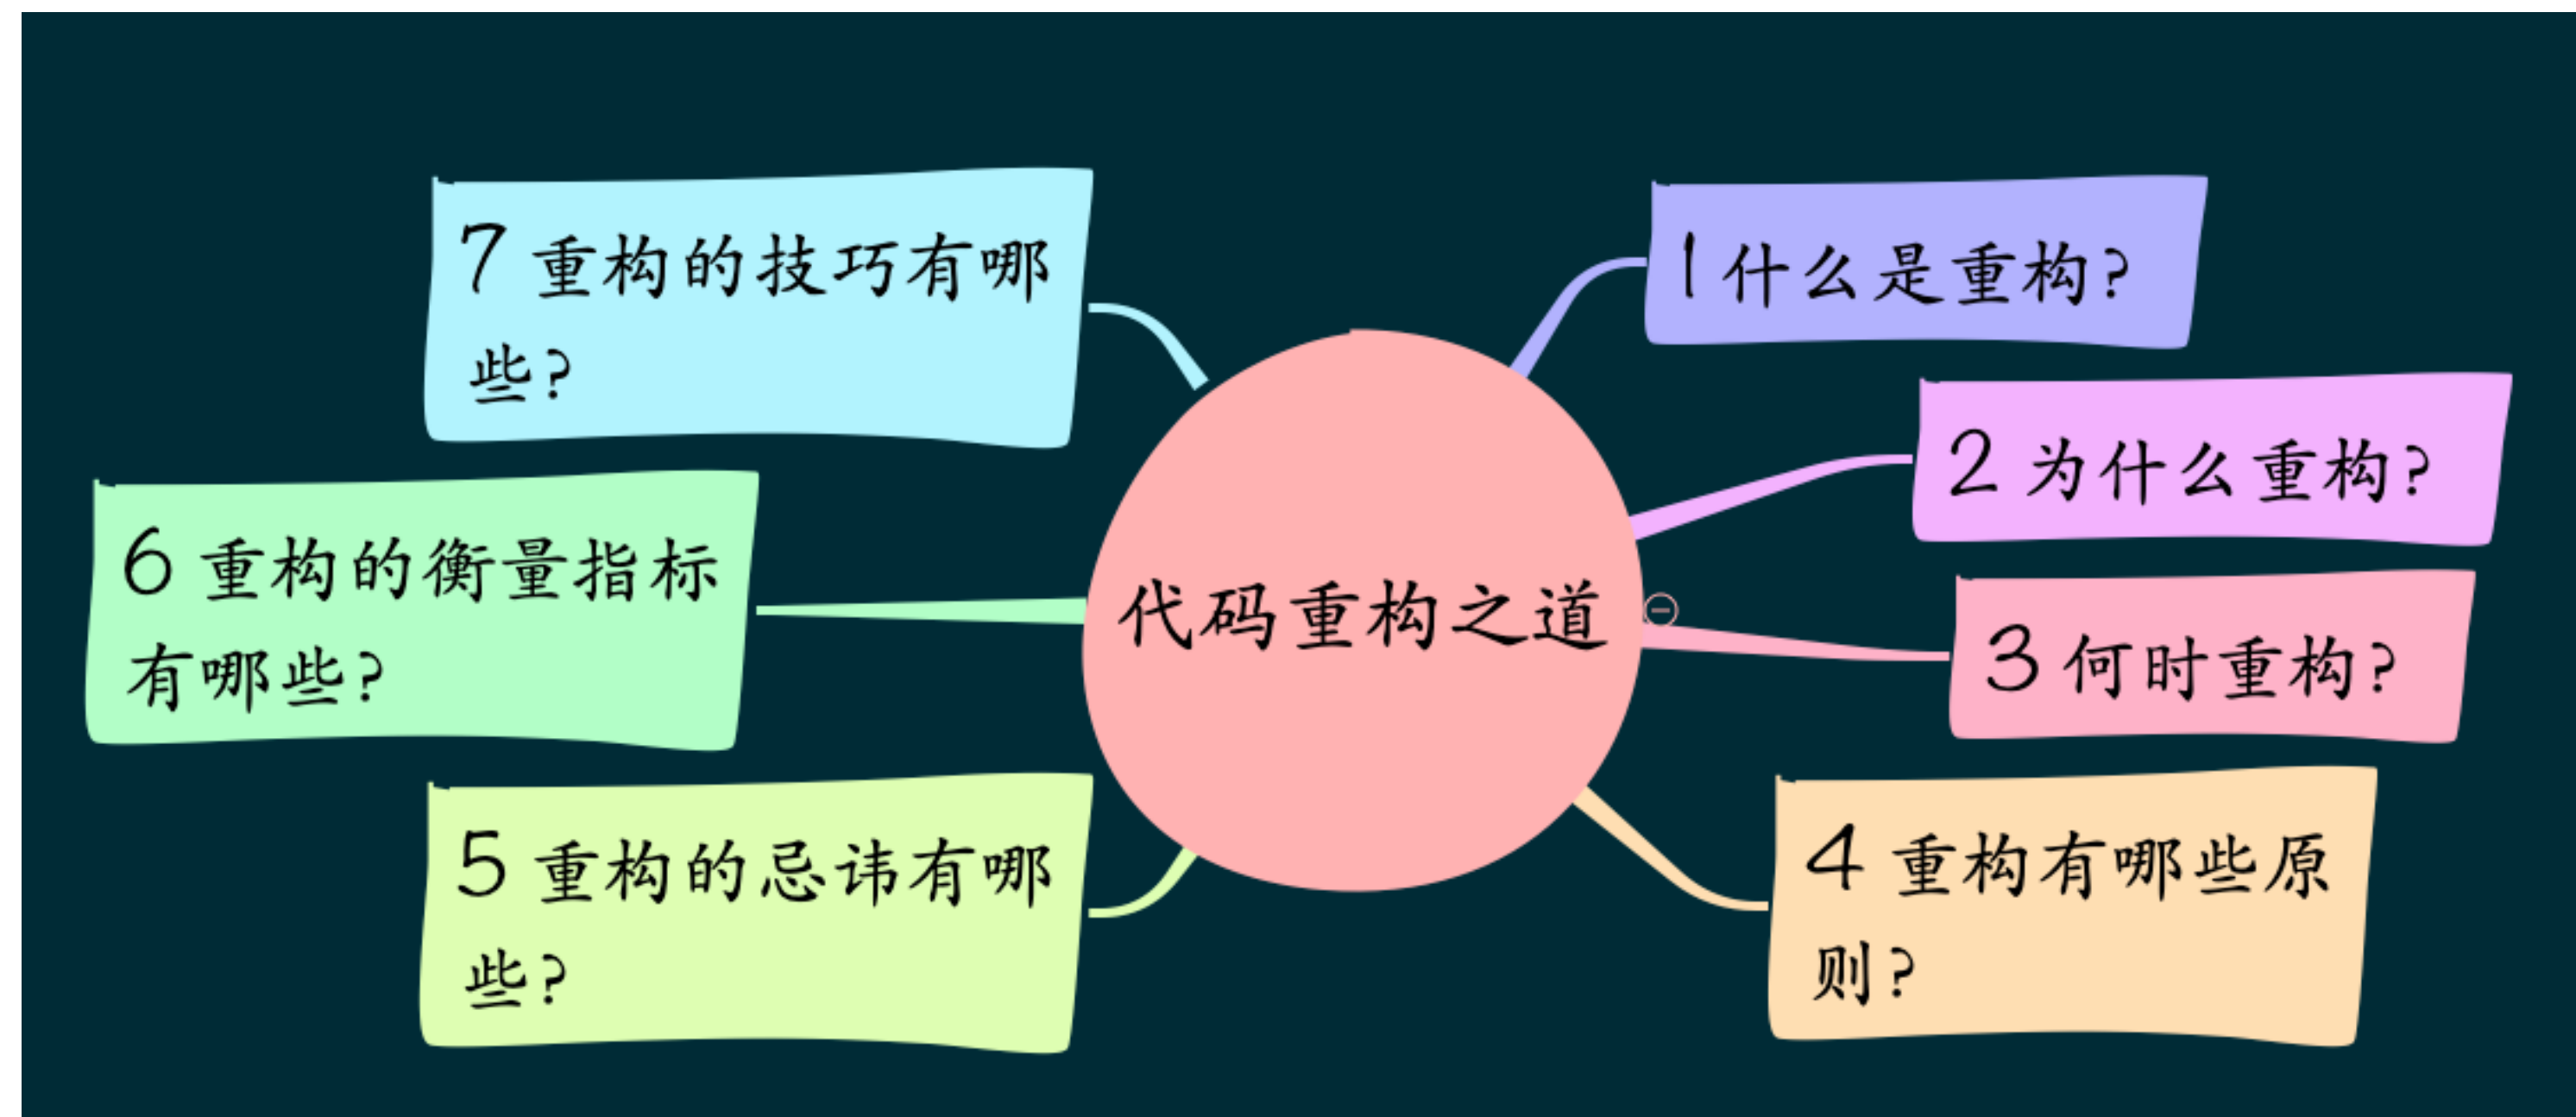 代码重构之道
1 什么是重构?
2 为什么重构?
3 何时重构?
4 重构有哪些原
则?
5 重构的忌讳有哪
些?
6 重构的衡量指标
有哪些?
7 重构的技巧有哪
些?